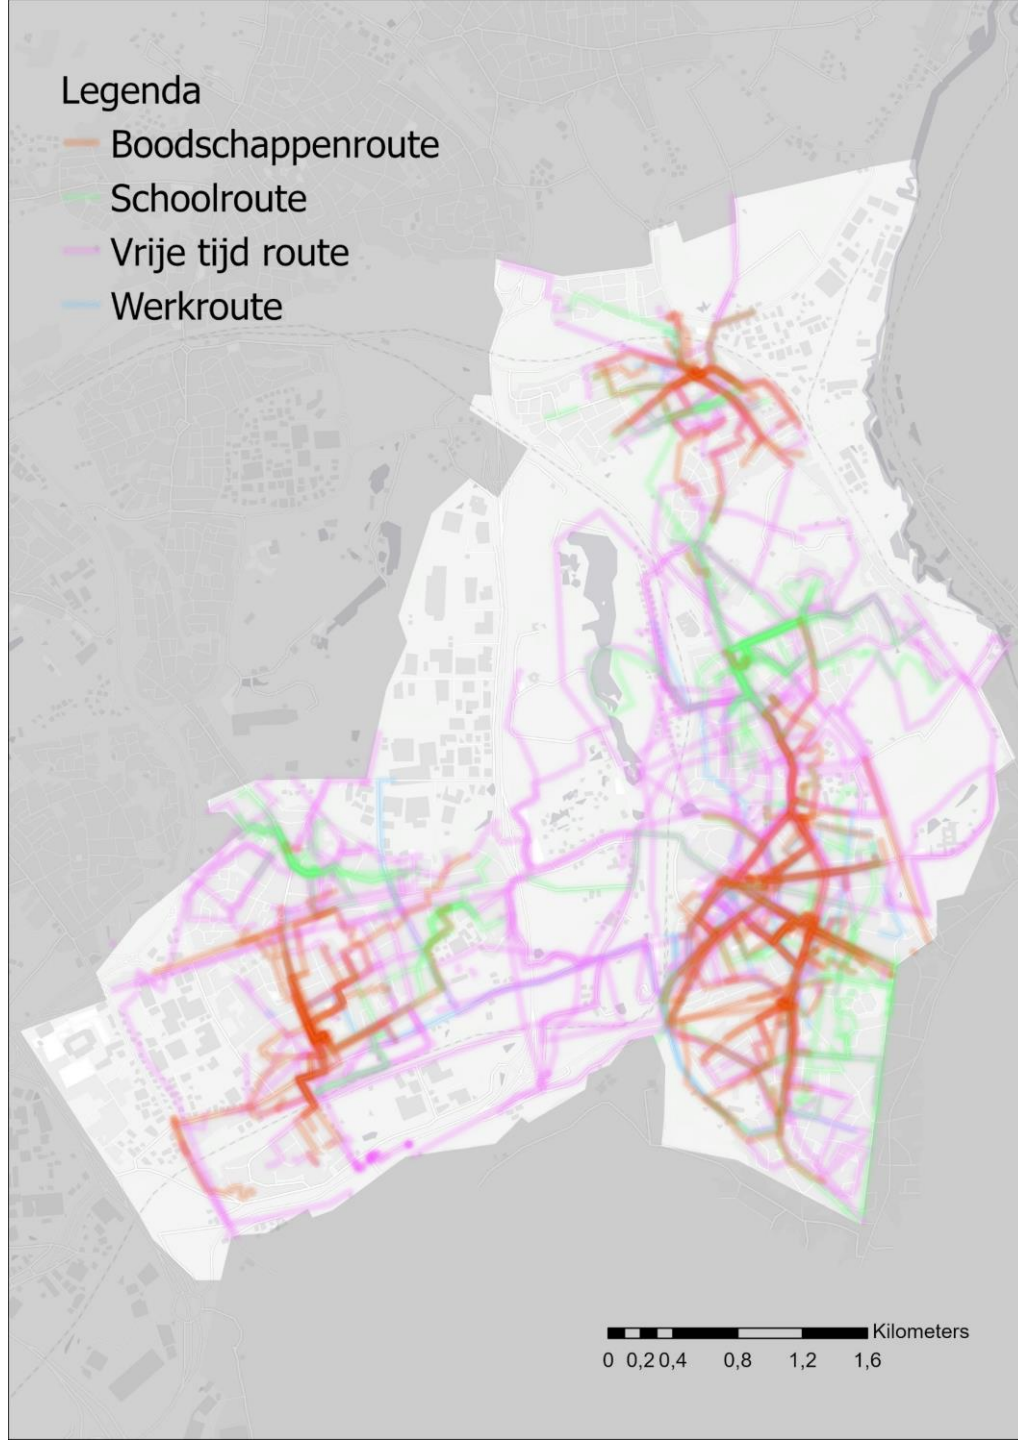 Legenda
Boodschappenroute
Schoolroute
Vrije tijd route
Werkroute
Kilometers
0 0,2 0,4 0,8 1,2 1,6